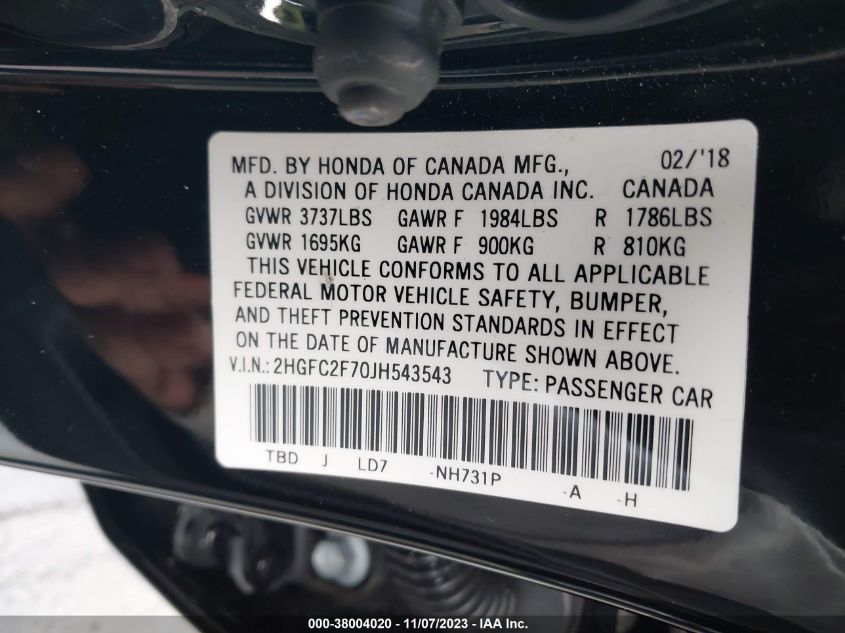 MFD. BY HONDA OF CANADA MFG., 02/'18
A DIVISION OF HONDA CANADA INC. CANADA
GVWR 3737LBS GAWR F 1984LBS R 1786LBS
GVWR 1695KG GAWR F 900KG R 810KG
THIS VEHICLE CONFORMS TO ALL APPLICABLE
FEDERAL MOTOR VEHICLE SAFETY, BUMPER,
AND THEFT PREVENTION STANDARDS IN EFFECT
ON THE DATE OF MANUFACTURE SHOWN ABOVE.
V.I.N.: 2HGFC2F70JH543543 TYPE: PASSENGER CAR
TBD J LD7 -NH731P -A -H
000-38004020 - 11/07/2023 - IAA Inc.